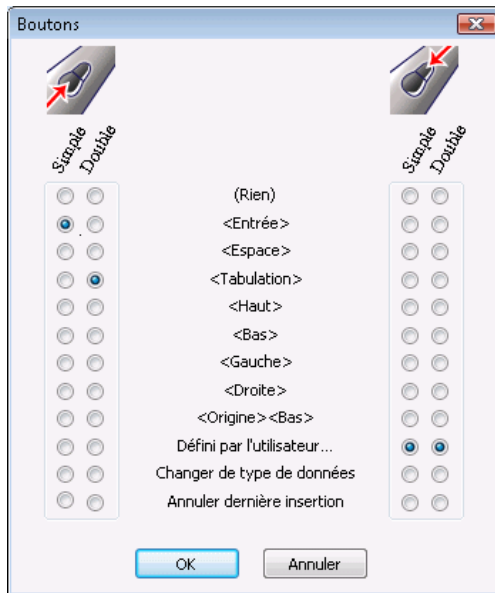 Boutons
Simple Double Simple Double
(Rien)
<Entrée>
<Espace>
<Tabulation>
<Haut>
<Bas>
<Gauche>
<Droite>
<Origine><Bas>
Défini par l'utilisateur...
Changer de type de données
Annuler dernière insertion
OK Annuler